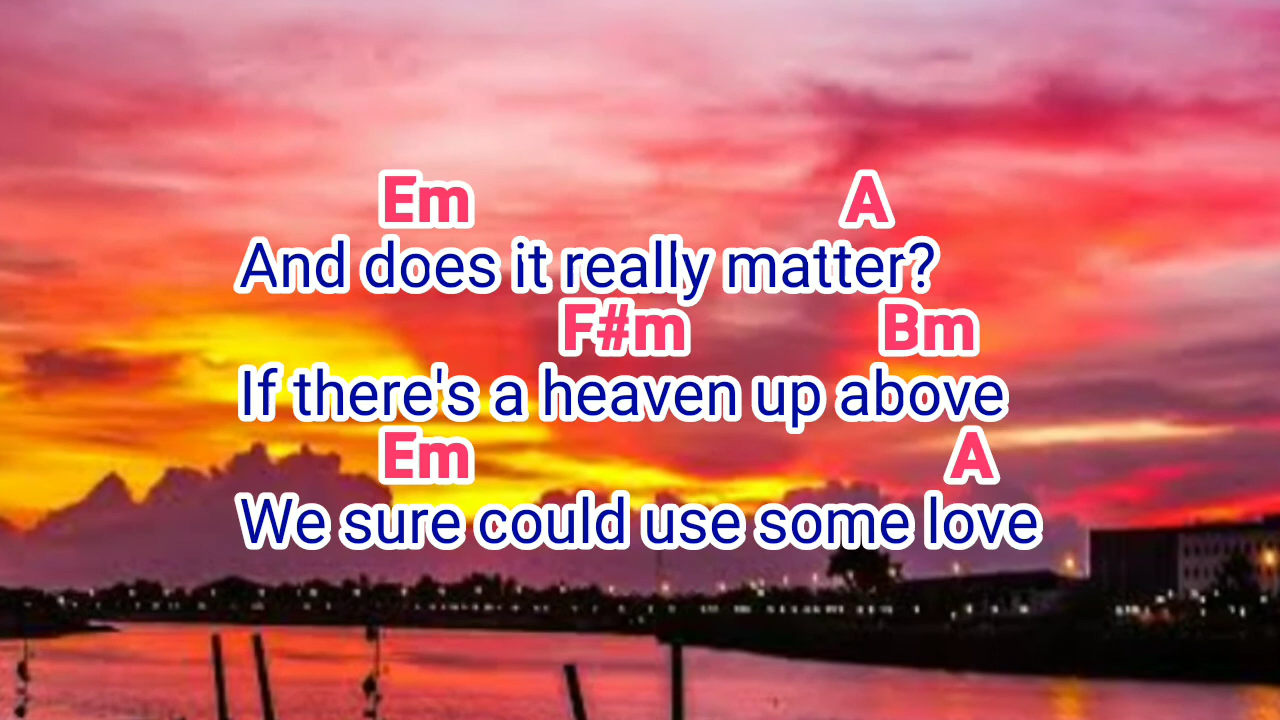 Em A
And does it really matter?
F#m Bm
If there's a heaven up above
Em A
We sure could use some love